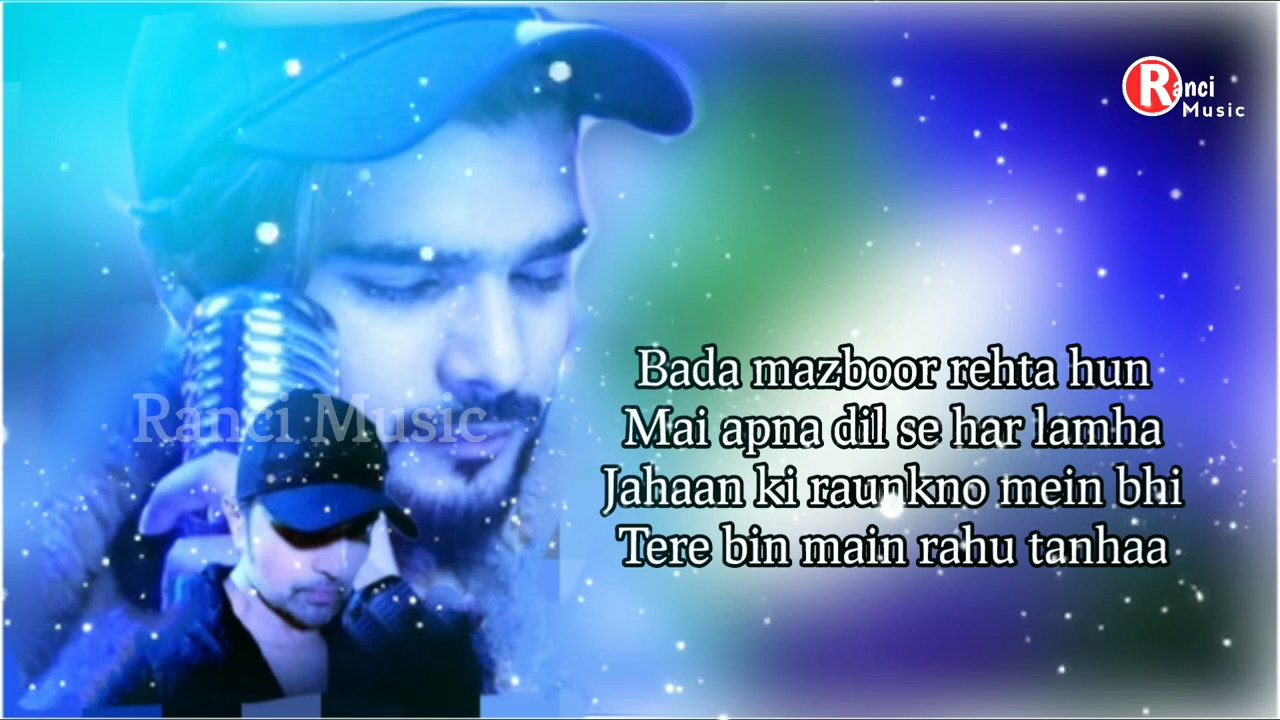 Ranci
Music
Ranci Music
Bada mazboor rehta hun
Mai apna dil se har lamha
Jahaan ki raunkno mein bhi
Tere bin main rahu tanhaa